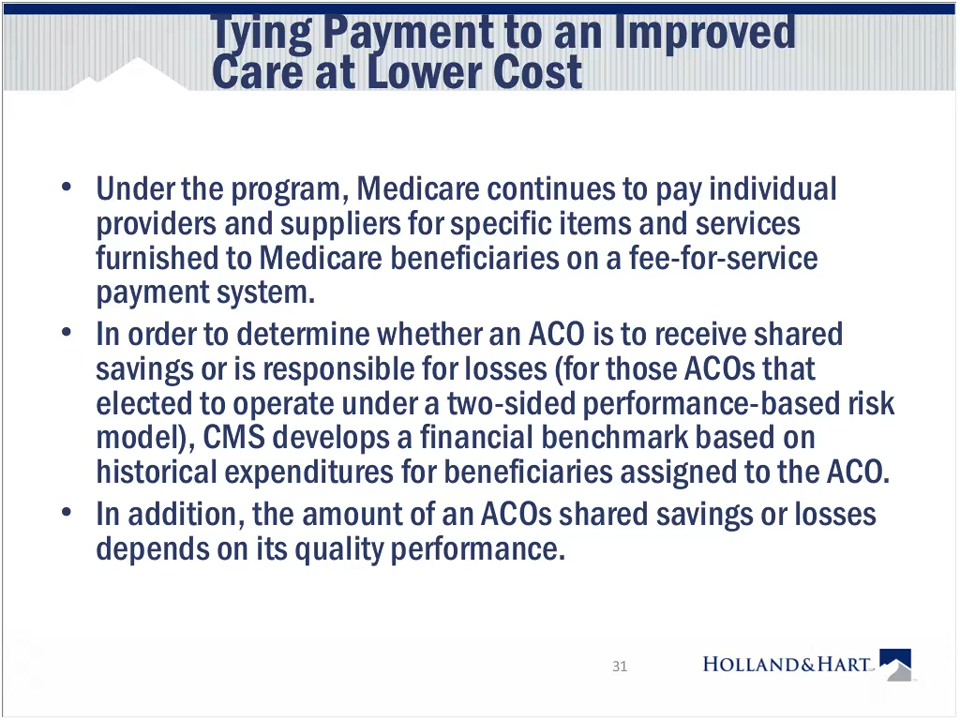 Tying Payment to an Improved
Care at Lower Cost
• Under the program, Medicare continues to pay individual
providers and suppliers for specific items and services
furnished to Medicare beneficiaries on a fee-for-service
payment system.
• In order to determine whether an ACO is to receive shared
savings or is responsible for losses (for those ACOs that
elected to operate under a two-sided performance-based risk
model), CMS develops a financial benchmark based on
historical expenditures for beneficiaries assigned to the ACO.
• In addition, the amount of an ACOs shared savings or losses
depends on its quality performance.
31
HOLLAND&HART